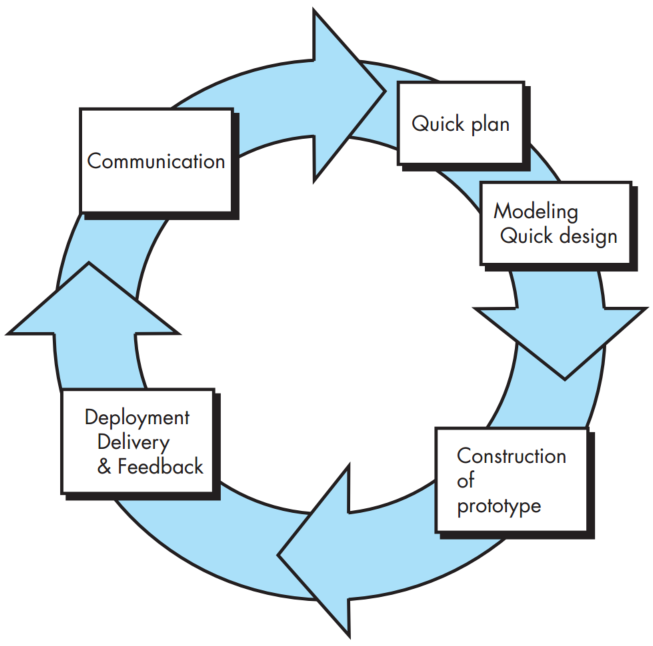 Communication
Quick plan
Modeling
Quick design
Construction
of
prototype
Deployment
Delivery
& Feedback